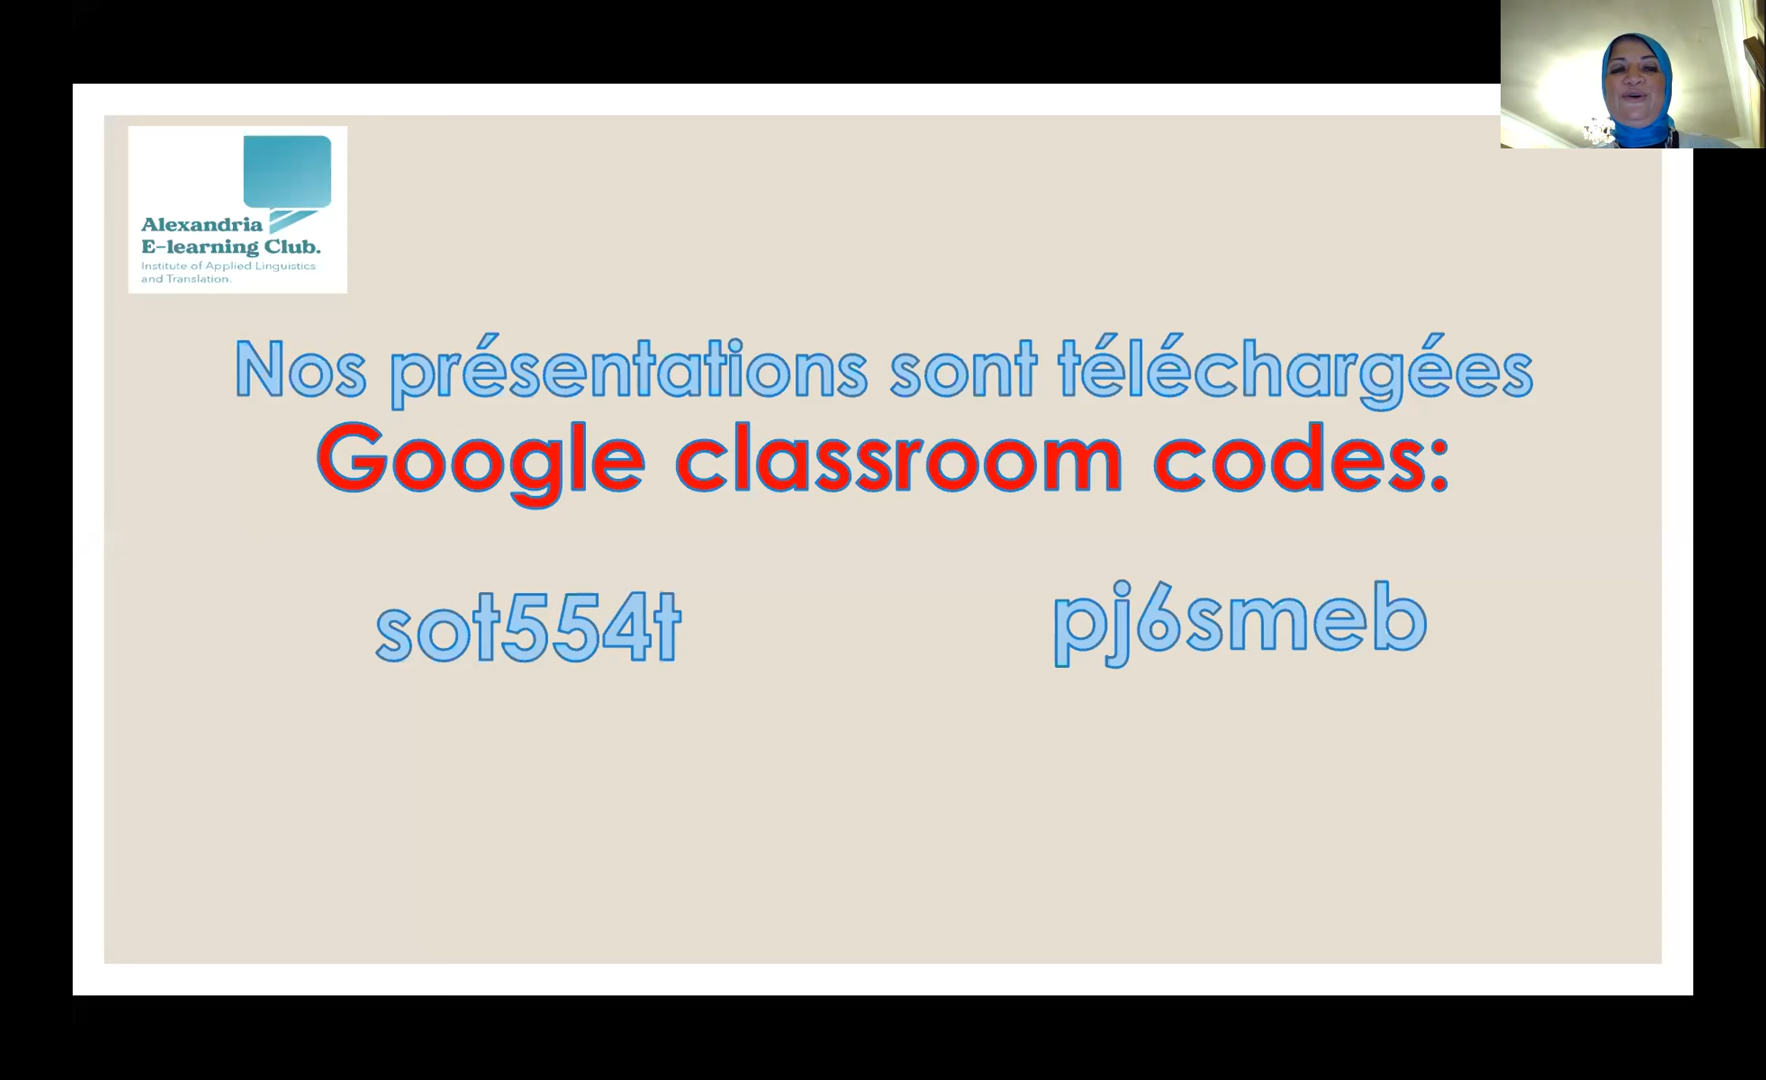 Alexandria
E-learning Club.
Institute of Applied Linguistics
and Translation.
Nos présentations sont téléchargées
Google classroom codes:
sot554t
pj6smeb